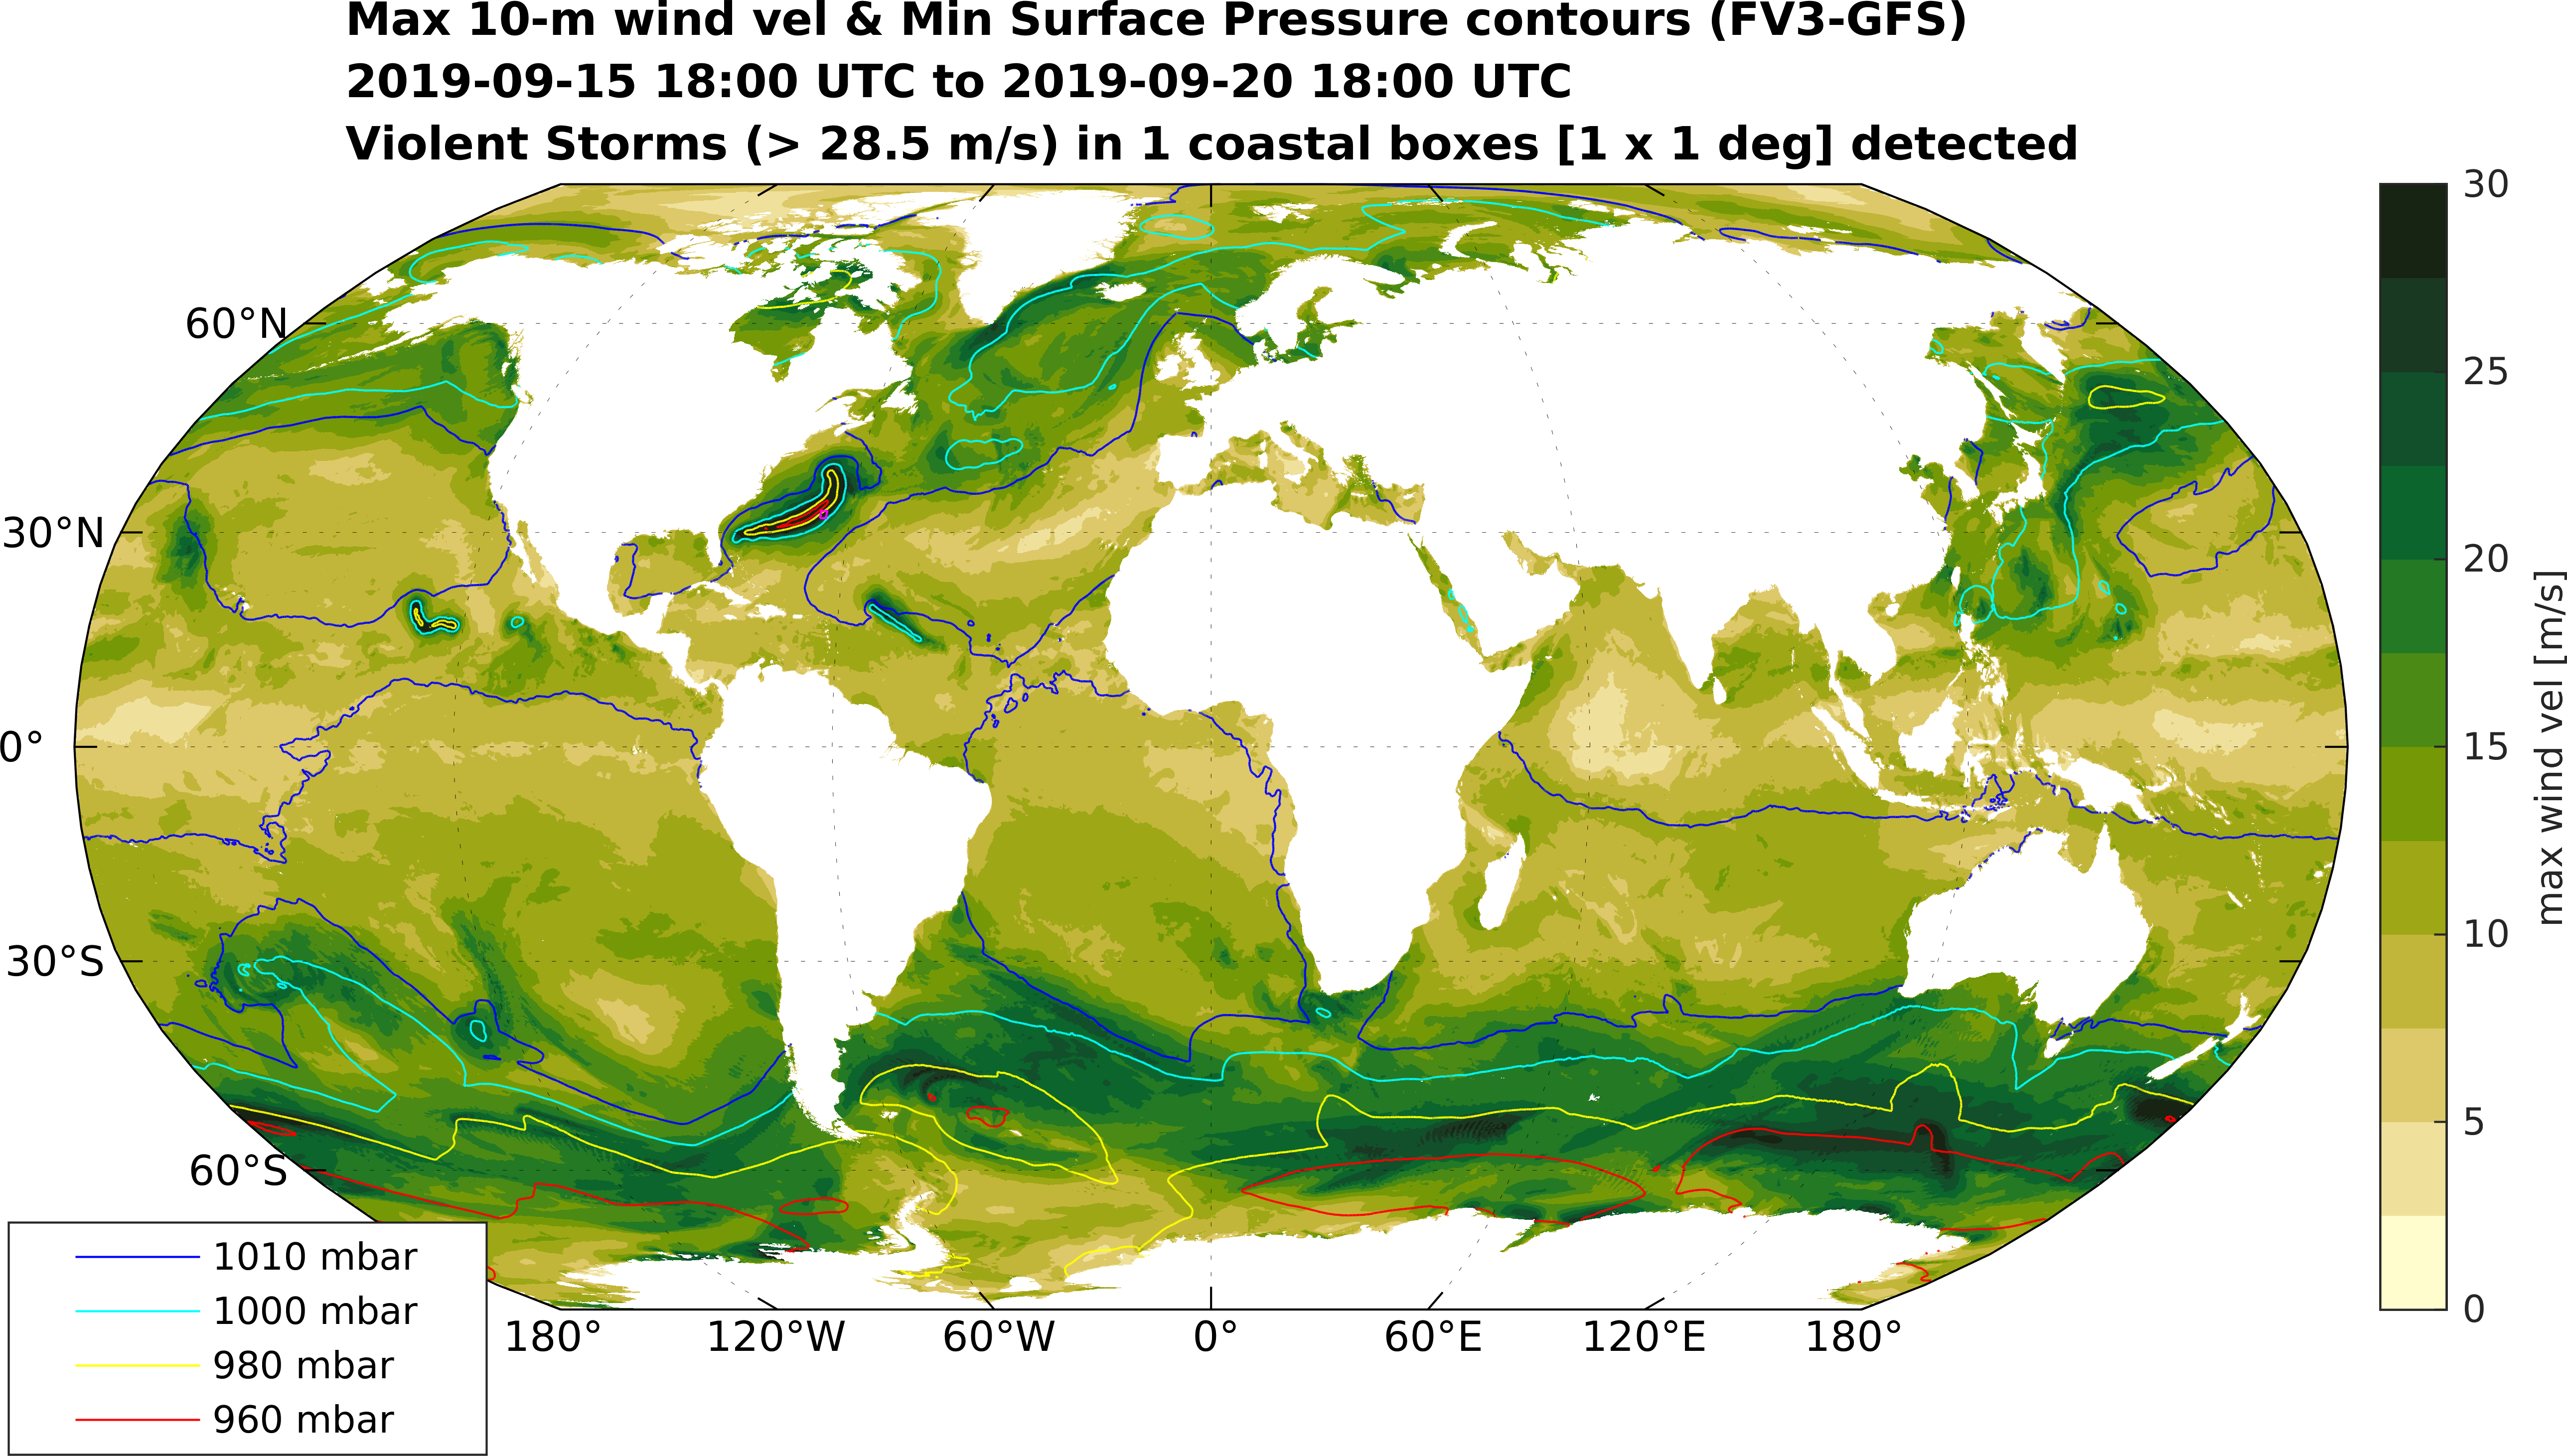 Max 10-m wind vel & Min Surface Pressure contours (FV3-GFS)
2019-09-15 18:00 UTC to 2019-09-20 18:00 UTC
Violent Storms (> 28.5 m/s) in 1 coastal boxes [1 x 1 deg] detected
60°N
30°N
0°
30°S
60°S
180°
120°W
60°W
0°
60°E
120°E
180°
1010 mbar
1000 mbar
980 mbar
960 mbar
30
25
20
15
10
5
0
max wind vel [m/s]